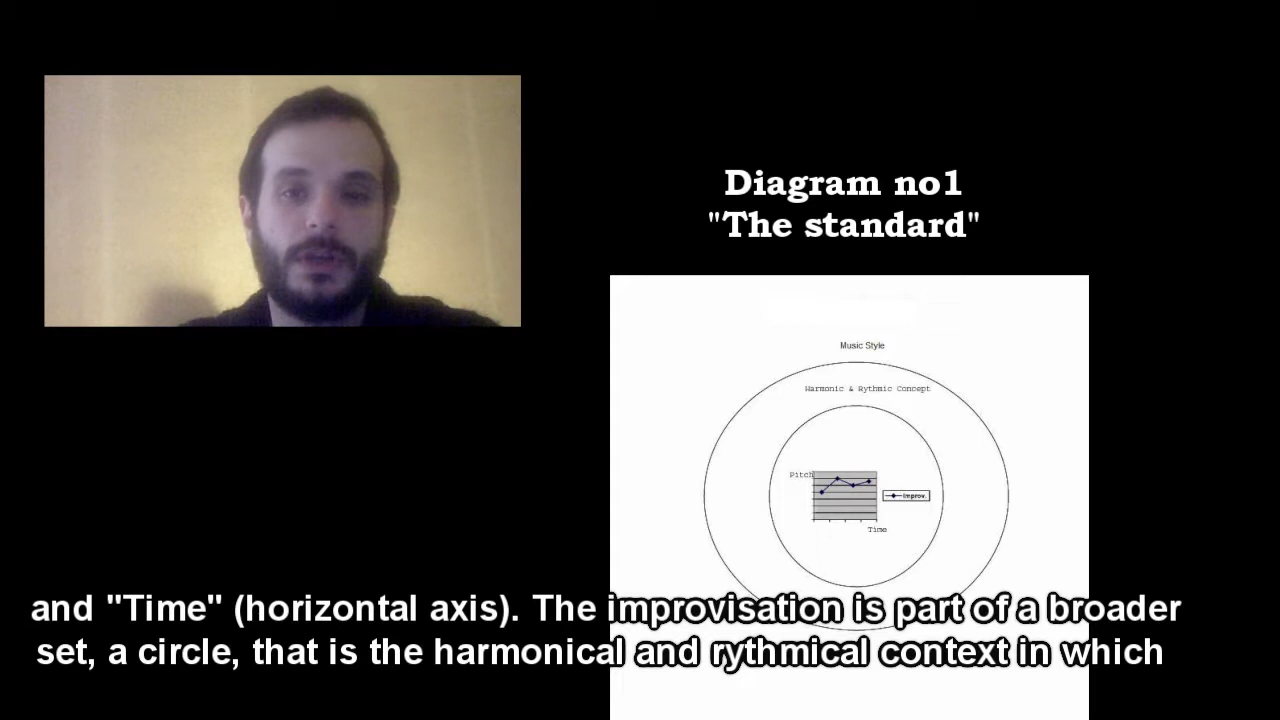 Diagram no1
"The standard"
Music Style
Harmonic & Rythmic Concept
Pitch
Improv.
Time
and "Time" (horizontal axis). The improvisation is part of a broader
set, a circle, that is the harmonical and rythmical context in which